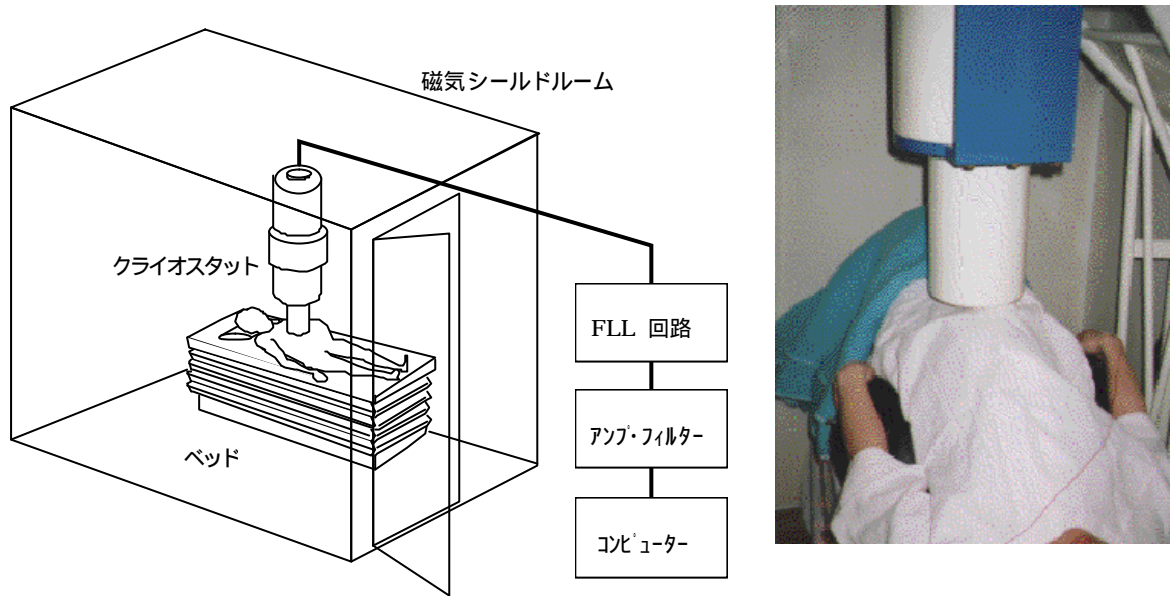 磁気シールドルーム
クライオスタット
FLL 回路
ｱﾝﾌﾟ･ﾌｨﾙﾀｰ
ベッド
ｺﾝﾋﾟｭｰﾀｰ